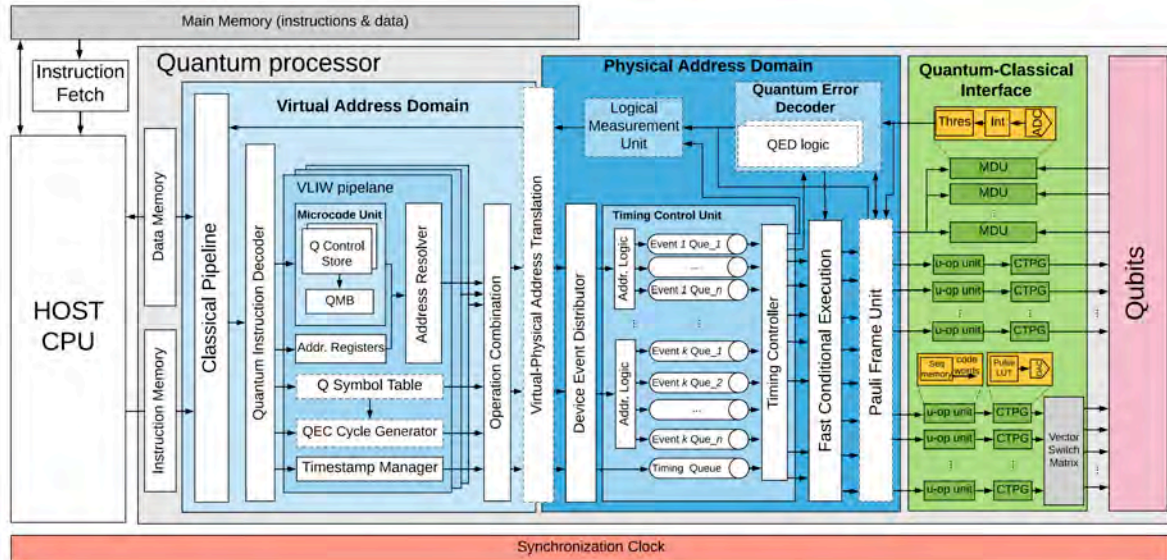 Main Memory (instructions & data)
Instruction
Fetch
HOST
CPU
Data Memory
Instruction Memory
Quantum processor
Virtual Address Domain
Classical Pipeline
Quantum Instruction Decoder
VLIW pipelane
Microcode Unit
Q Control
Store
QMB
Addr. Registers
Address Resolver
Q Symbol Table
QEC Cycle Generator
Timestamp Manager
Operation Combination
Virtual-Physical Address Translation
Physical Address Domain
Logical
Measurement
Unit
Quantum Error
Decoder
QED logic
Device Event Distributor
Timing Control Unit
Addr. Logic
Event 1 Que_1
...
Event 1 Que_n
Addr. Logic
Event k Que_1
Event k Que_2
...
Event k Que_n
Timing Queue
Timing Controller
Fast Conditional Execution
Pauli Frame Unit
Quantum-Classical
Interface
Thres
Int
ADC
MDU
MDU
MDU
u-op unit
CTPG
u-op unit
CTPG
u-op unit
CTPG
Seq
memory
code
words
Pulse
LUT
DAC
u-op unit
CTPG
u-op unit
CTPG
u-op unit
CTPG
Vector
Switch
Matrix
Qubits
Synchronization Clock